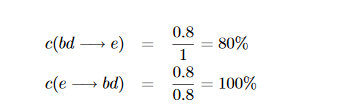 c(bd ⟶ e) = 0.8/1 = 80%
c(e ⟶ bd) = 0.8/0.8 = 100%